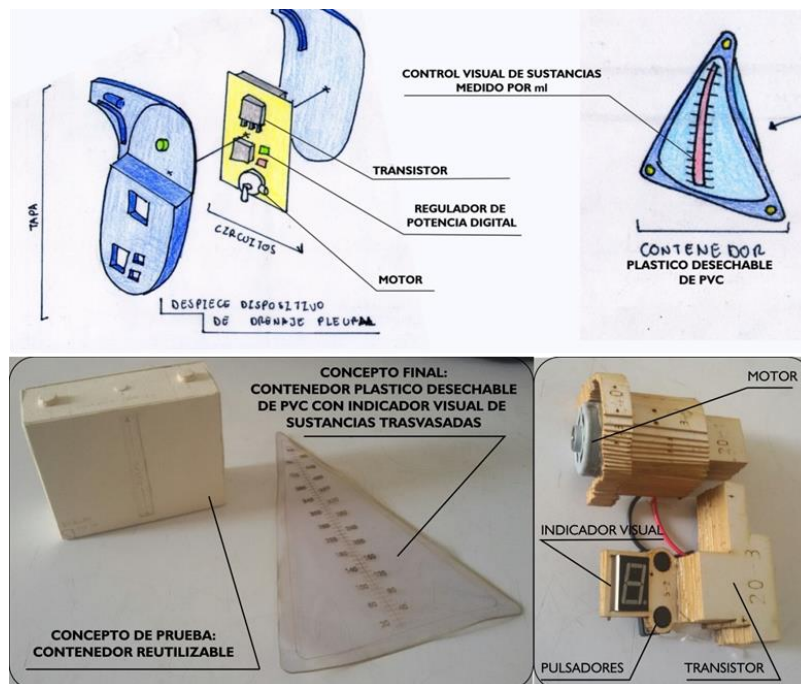 CONTROL VISUAL DE SUSTANCIAS
MEDIDO POR ml
TRANSISTOR
REGULADOR DE
POTENCIA DIGITAL
MOTOR
TAPA
CIRCUITOS
DESPIECE DISPOSITIVO
DE DRENAJE PLEURAL
CONTENEDOR
PLASTICO DESECHABLE
DE PVC
CONCEPTO FINAL:
CONTENEDOR PLASTICO DESECHABLE
DE PVC CON INDICADOR VISUAL DE
SUSTANCIAS TRASVASADAS
CONCEPTO DE PRUEBA:
CONTENEDOR REUTILIZABLE
MOTOR
INDICADOR VISUAL
20-3
PULSADORES
TRANSISTOR